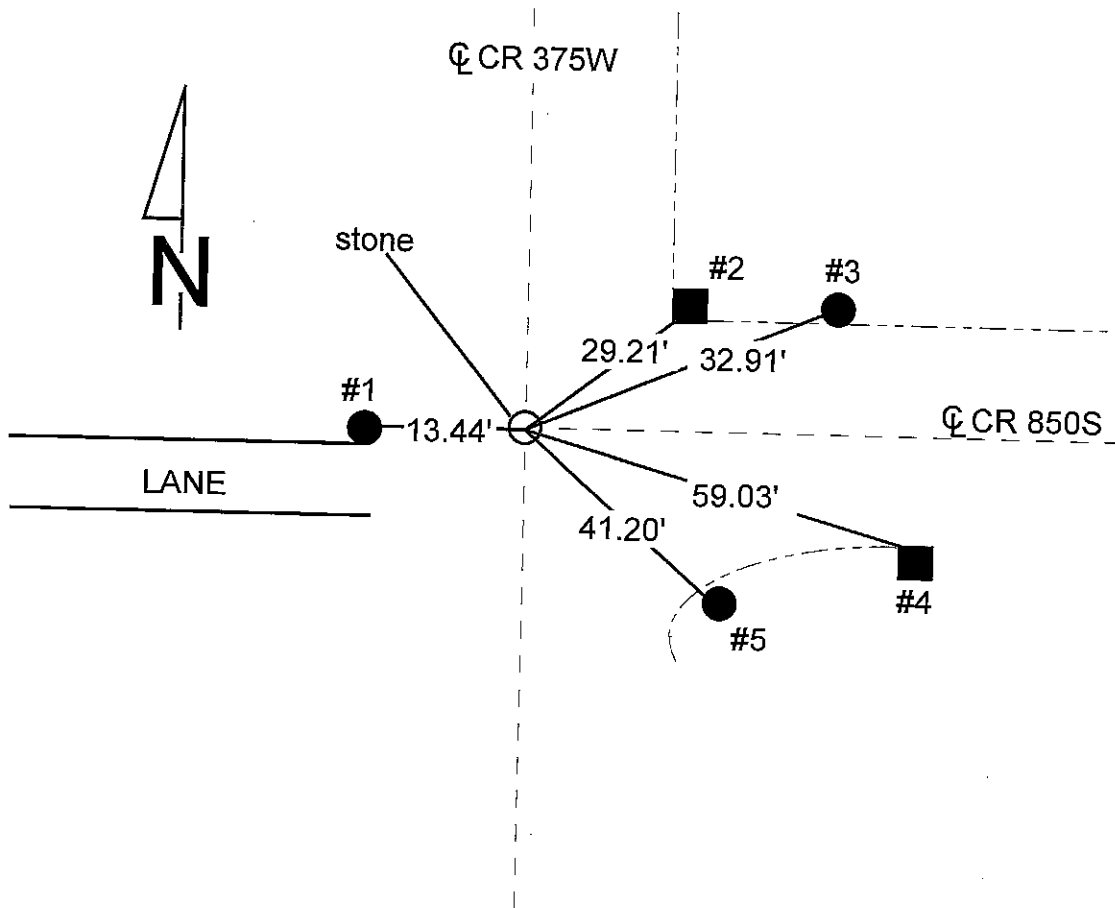 ℄ CR 375W
N
stone
#2
#3
29.21'
32.91'
#1
13.44'
℄ CR 850S
LANE
59.03'
41.20'
#4
#5